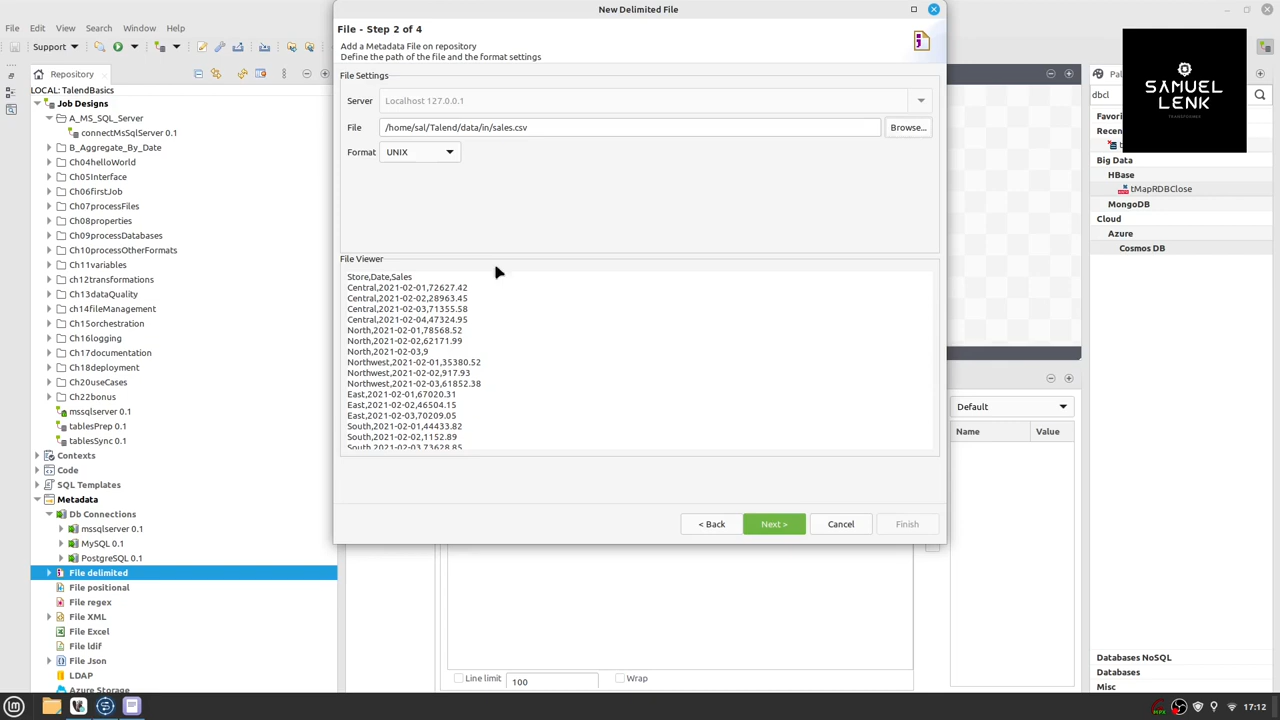 New Delimited File
File - Step 2 of 4
Add a Metadata File on repository
Define the path of the file and the format settings
File Settings
Server
Localhost 127.0.0.1
File
/home/sal/Talend/data/in/sales.csv
Browse...
Format
UNIX
File Viewer
Store,Date,Sales
Central,2021-02-01,72627.42
Central,2021-02-02,28963.45
Central,2021-02-03,71355.58
Central,2021-02-04,47324.95
North,2021-02-01,78568.52
North,2021-02-02,62171.99
North,2021-02-03,9
Northwest,2021-02-01,35380.52
Northwest,2021-02-02,917.93
Northwest,2021-02-03,61852.38
East,2021-02-01,67020.31
East,2021-02-02,46504.15
East,2021-02-03,70209.05
South,2021-02-01,44433.82
South,2021-02-02,1152.89
South,2021-02-03,73628.85
< Back
Next >
Cancel
Finish
File
Edit
View
Search
Window
Help
Support
Repository
LOCAL: TalendBasics
Job Designs
A_MS_SQL_Server
connectMsSqlServer 0.1
B_Aggregate_By_Date
Ch04helloWorld
Ch05Interface
Ch06firstJob
Ch07processFiles
Ch08properties
Ch09processDatabases
Ch10processOtherFormats
Ch11variables
ch12transformations
Ch13dataQuality
ch14fileManagement
Ch15orchestration
Ch16logging
Ch17documentation
Ch18deployment
Ch20useCases
Ch22bonus
mssqlserver 0.1
tablesPrep 0.1
tablesSync 0.1
Contexts
Code
SQL Templates
Metadata
Db Connections
mssqlserver 0.1
MySQL 0.1
PostgreSQL 0.1
File delimited
File positional
File regex
File XML
File Excel
File ldif
File Json
LDAP
Azure Storage
Line limit
100
Wrap
Default
Name
Value
SAMUEL
LENK
dbcl
Big Data
HBase
tMapRDBClose
MongoDB
Cloud
Azure
Cosmos DB
Databases NoSQL
Databases
Misc
17:12